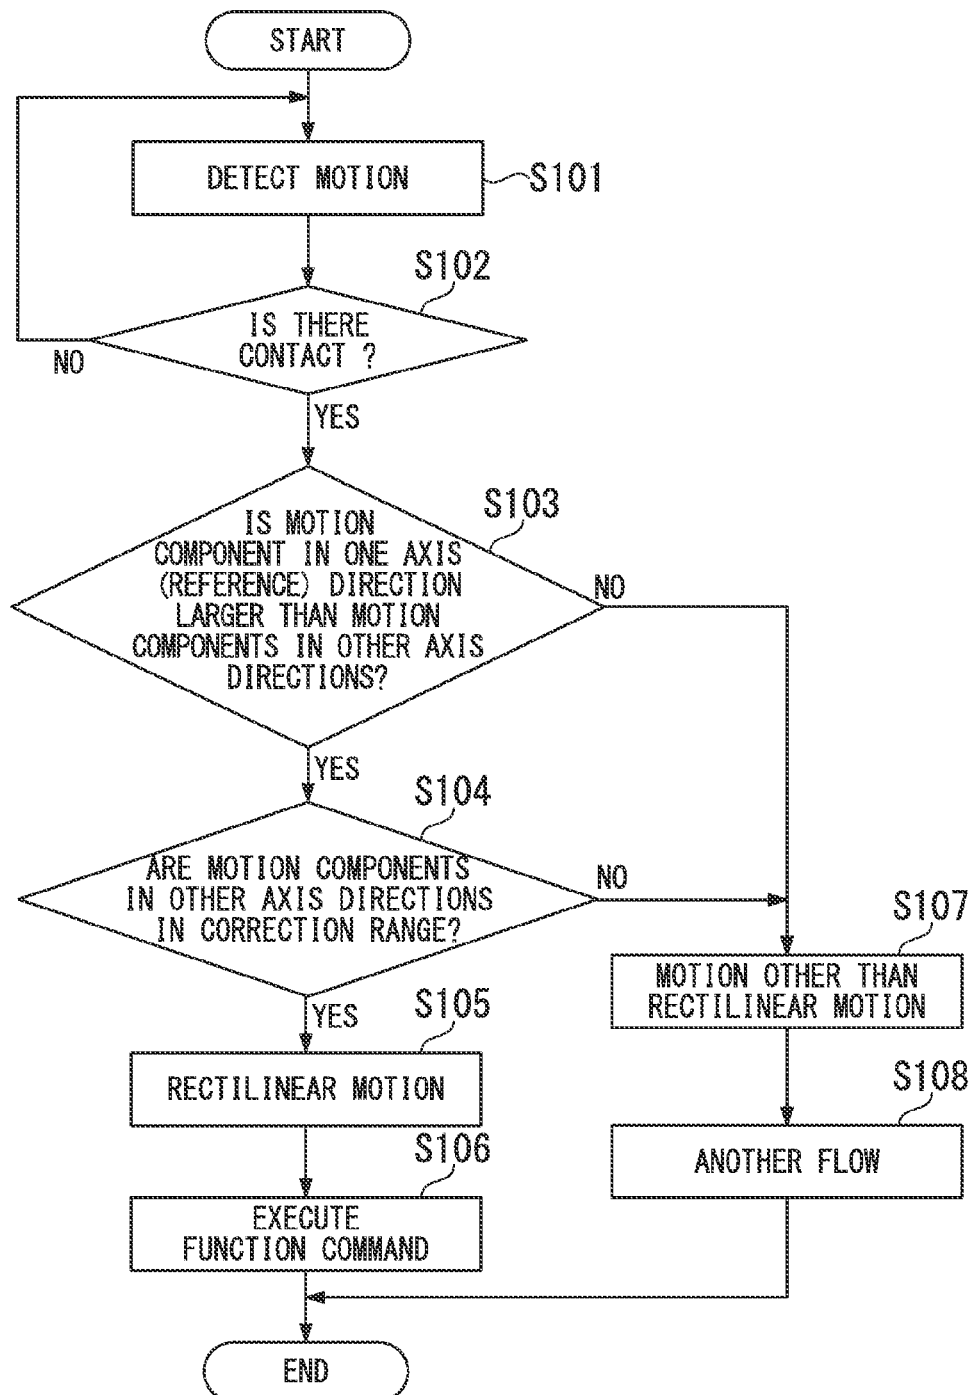 START
DETECT MOTION
S101
S102
IS THERE
CONTACT ?
NO
YES
S103
IS MOTION
COMPONENT IN ONE AXIS
(REFERENCE) DIRECTION
LARGER THAN MOTION
COMPONENTS IN OTHER AXIS
DIRECTIONS?
NO
YES
S104
ARE MOTION COMPONENTS
IN OTHER AXIS DIRECTIONS
IN CORRECTION RANGE?
NO
YES
S105
RECTILINEAR MOTION
S106
EXECUTE
FUNCTION COMMAND
S107
MOTION OTHER THAN
RECTILINEAR MOTION
S108
ANOTHER FLOW
END